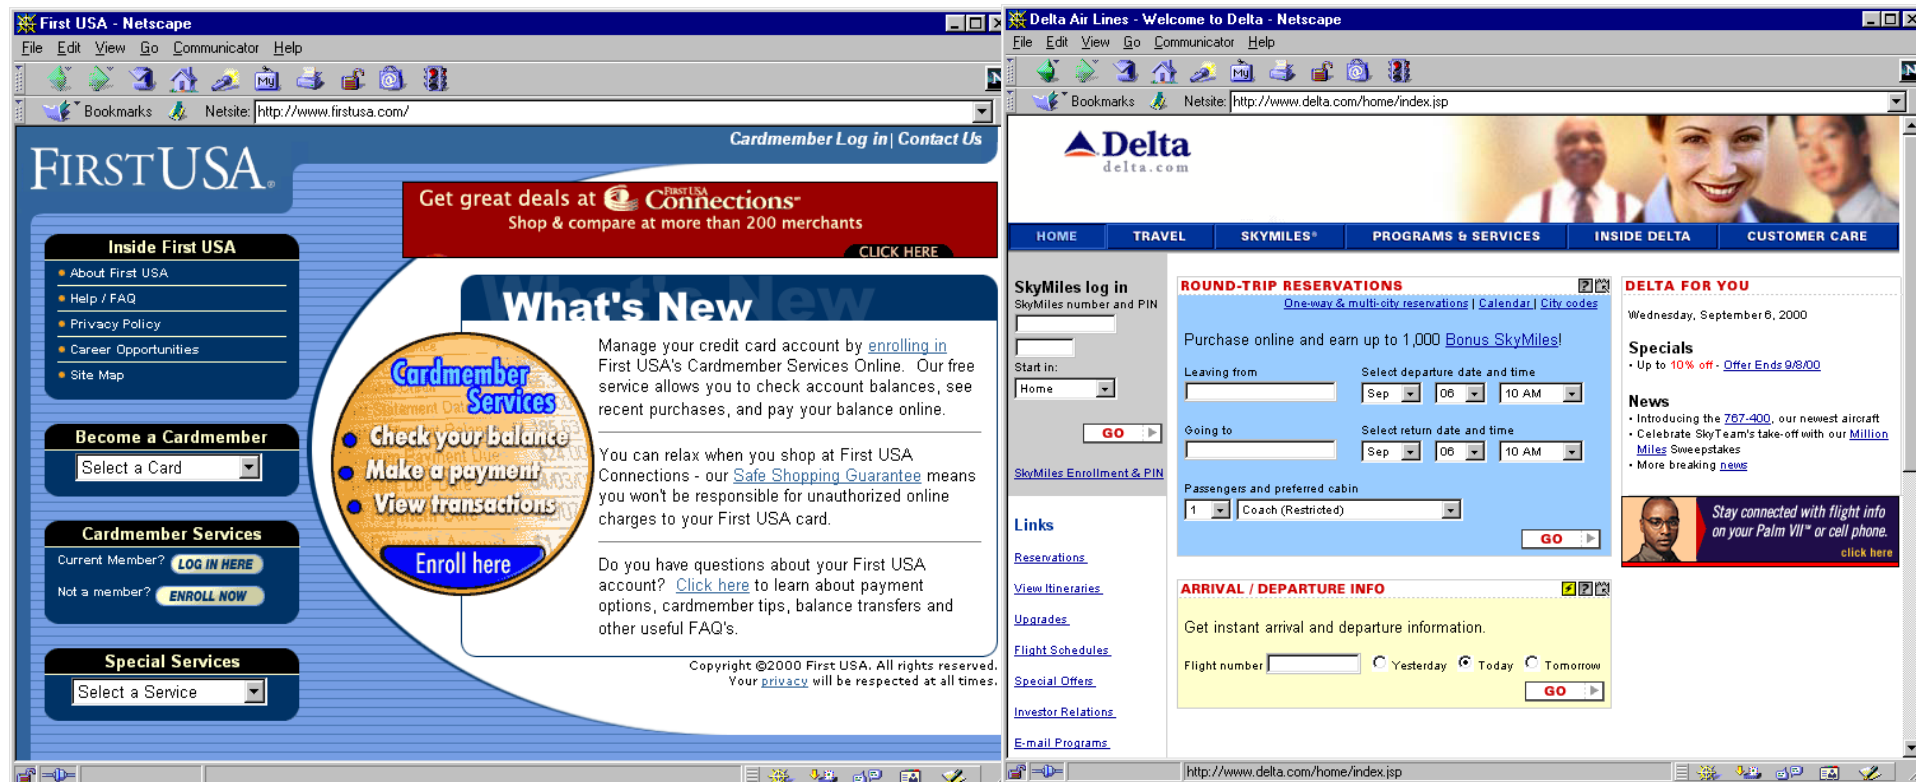 First USA - Netscape
File Edit View Go Communicator Help
My
Bookmarks Netsite: http://www.firstusa.com/
Cardmember Log in | Contact Us
FIRST USA®
Get great deals at FIRST USA Connections℠
Shop & compare at more than 200 merchants
CLICK HERE
Inside First USA
About First USA
Help / FAQ
Privacy Policy
Career Opportunities
Site Map
Become a Cardmember
Select a Card
Cardmember Services
Current Member? LOG IN HERE
Not a member? ENROLL NOW
Special Services
Select a Service
What's New
Cardmember
Services
Check your balance
Make a payment
View transactions
Enroll here
Manage your credit card account by enrolling in
First USA's Cardmember Services Online. Our free
service allows you to check account balances, see
recent purchases, and pay your balance online.
You can relax when you shop at First USA
Connections - our Safe Shopping Guarantee means
you won't be responsible for unauthorized online
charges to your First USA card.
Do you have questions about your First USA
account? Click here to learn about payment
options, cardmember tips, balance transfers and
other useful FAQ's.
Copyright ©2000 First USA. All rights reserved.
Your privacy will be respected at all times.
Delta Air Lines - Welcome to Delta - Netscape
File Edit View Go Communicator Help
My
Bookmarks Netsite: http://www.delta.com/home/index.jsp
Delta
delta.com
HOME TRAVEL SKYMILES® PROGRAMS & SERVICES INSIDE DELTA CUSTOMER CARE
SkyMiles log in
SkyMiles number and PIN
Start in:
Home
GO
SkyMiles Enrollment & PIN
Links
Reservations
View Itineraries
Upgrades
Flight Schedules
Special Offers
Investor Relations
E-mail Programs
ROUND-TRIP RESERVATIONS
One-way & multi-city reservations | Calendar | City codes
Purchase online and earn up to 1,000 Bonus SkyMiles!
Leaving from Select departure date and time
Sep 06 10 AM
Going to Select return date and time
Sep 06 10 AM
Passengers and preferred cabin
1 Coach (Restricted)
GO
ARRIVAL / DEPARTURE INFO
Get instant arrival and departure information.
Flight number Yesterday Today Tomorrow
GO
DELTA FOR YOU
Wednesday, September 6, 2000
Specials
• Up to 10% off - Offer Ends 9/8/00
News
• Introducing the 767-400, our newest aircraft
• Celebrate SkyTeam's take-off with our Million
Miles Sweepstakes
• More breaking news
Stay connected with flight info
on your Palm VII™ or cell phone.
click here
http://www.delta.com/home/index.jsp